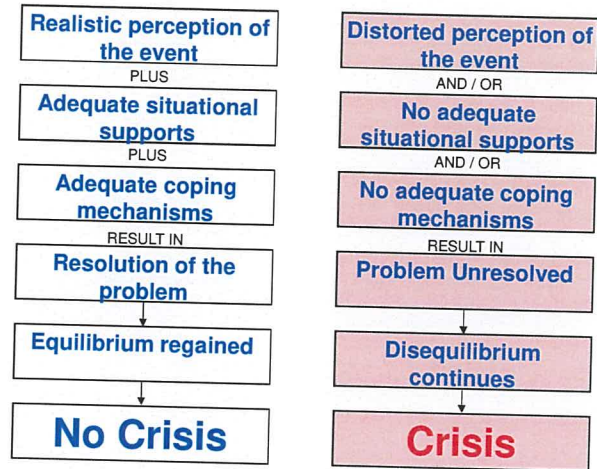 Realistic perception of
the event
PLUS
Adequate situational
supports
PLUS
Adequate coping
mechanisms
RESULT IN
Resolution of the
problem
Equilibrium regained
No Crisis
Distorted perception of
the event
AND / OR
No adequate
situational supports
AND / OR
No adequate coping
mechanisms
RESULT IN
Problem Unresolved
Disequilibrium
continues
Crisis